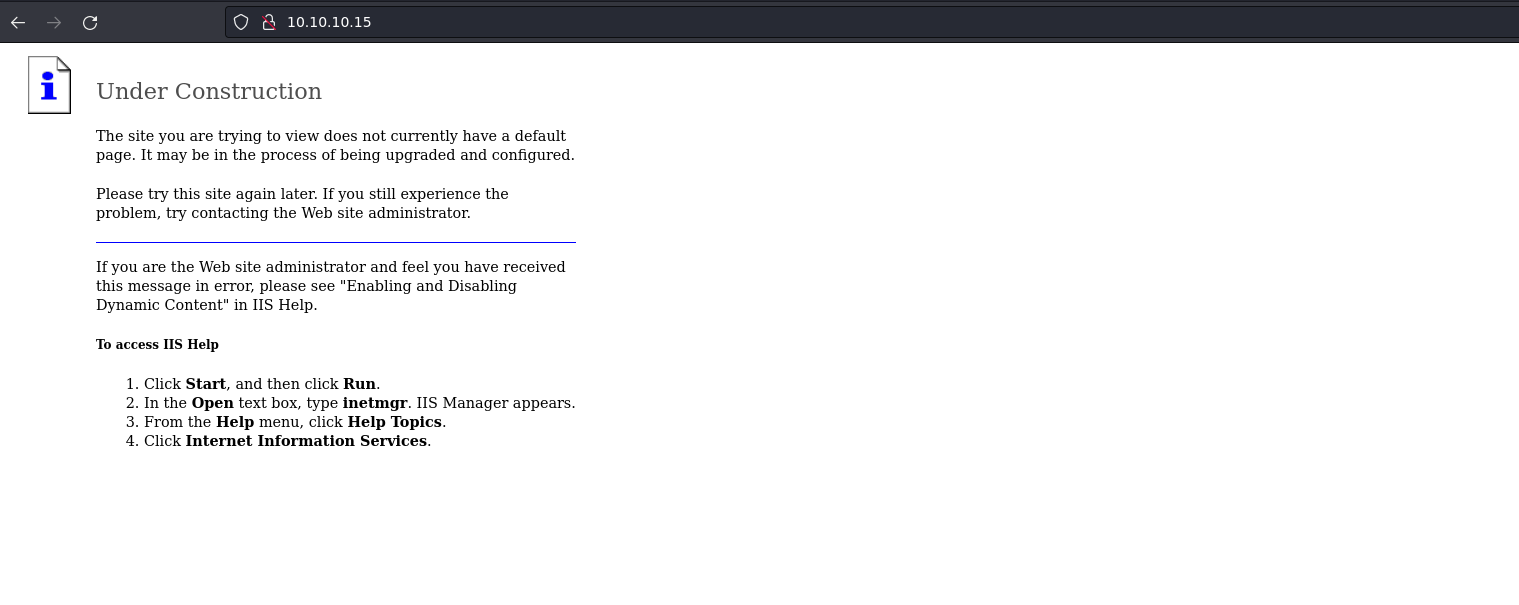 10.10.10.15
Under Construction
The site you are trying to view does not currently have a default
page. It may be in the process of being upgraded and configured.
Please try this site again later. If you still experience the
problem, try contacting the Web site administrator.
If you are the Web site administrator and feel you have received
this message in error, please see "Enabling and Disabling
Dynamic Content" in IIS Help.
To access IIS Help
1. Click Start, and then click Run.
2. In the Open text box, type inetmgr. IIS Manager appears.
3. From the Help menu, click Help Topics.
4. Click Internet Information Services.